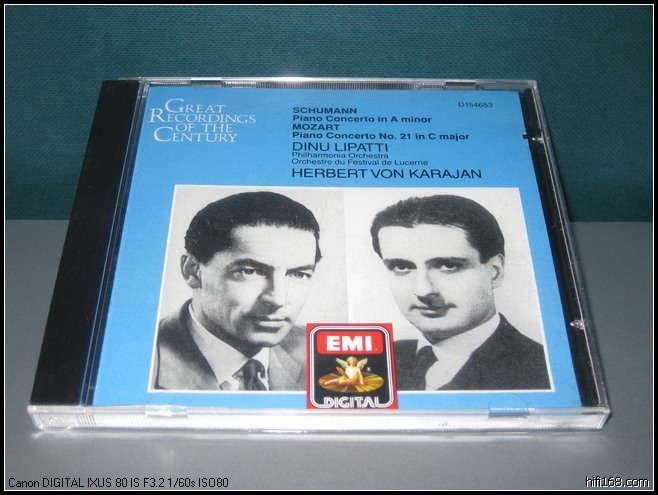 GREAT
RECORDINGS
OF THE
CENTURY
D154653
SCHUMANN
Piano Concerto in A minor
MOZART
Piano Concerto No. 21 in C major
DINU LIPATTI
Philharmonia Orchestra
Orchestre du Festival de Lucerne
HERBERT VON KARAJAN
EMI
DIGITAL
Canon DIGITAL IXUS 80 IS F3.2 1/60s ISO80
hifi168.com